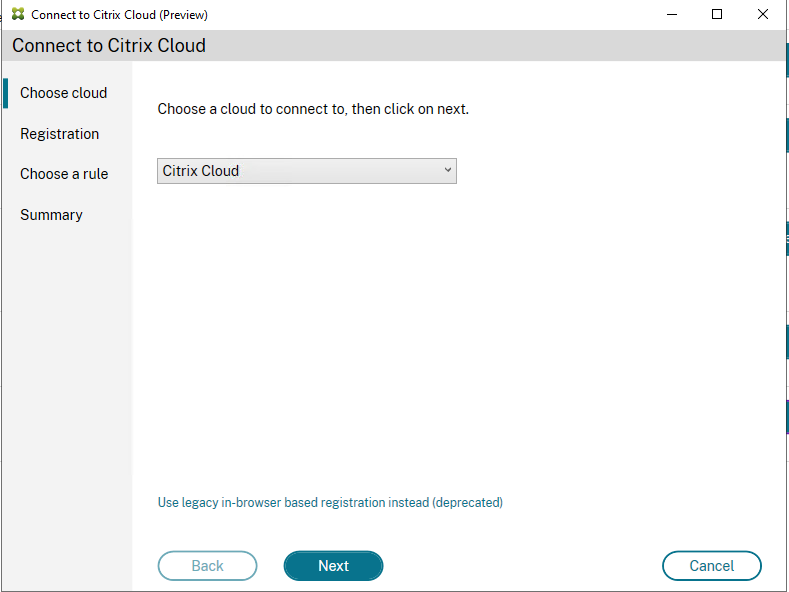 Connect to Citrix Cloud (Preview)
Connect to Citrix Cloud
Choose cloud
Registration
Choose a rule
Summary
Choose a cloud to connect to, then click on next.
Citrix Cloud
Use legacy in-browser based registration instead (deprecated)
Back
Next
Cancel